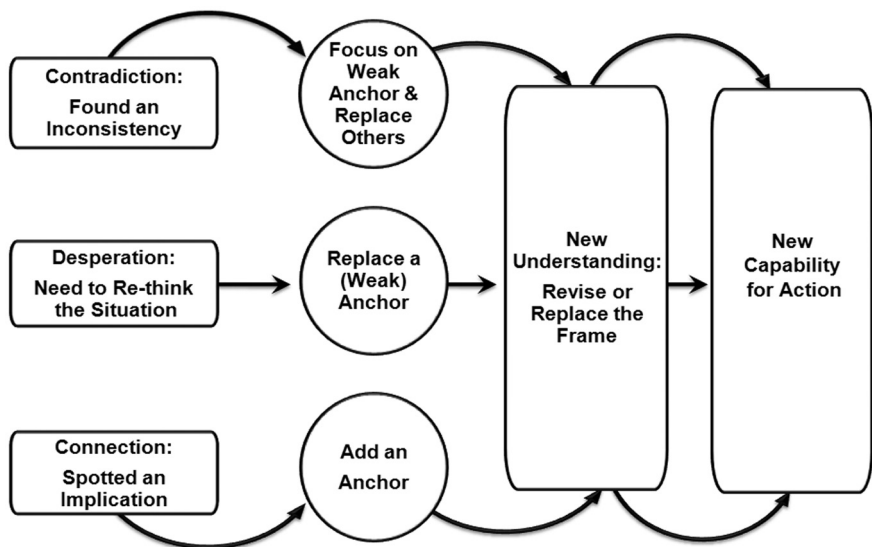 Contradiction:
Found an
Inconsistency
Focus on
Weak
Anchor &
Replace
Others
Desperation:
Need to Re-think
the Situation
Replace a
(Weak)
Anchor
Connection:
Spotted an
Implication
Add an
Anchor
New
Understanding:
Revise or
Replace the
Frame
New
Capability
for Action